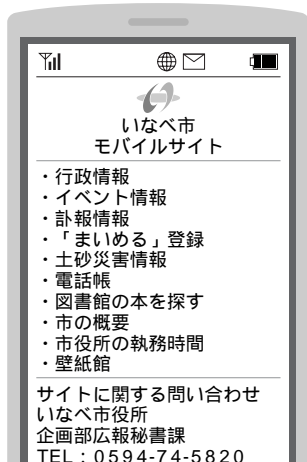 いなべ市
モバイルサイト
・行政情報
・イベント情報
・訃報情報
・「まいめる」登録
・土砂災害情報
・電話帳
・図書館の本を探す
・市の概要
・市役所の執務時間
・壁紙館
サイトに関する問い合わせ
いなべ市役所
企画部広報秘書課
TEL：0594-74-5820